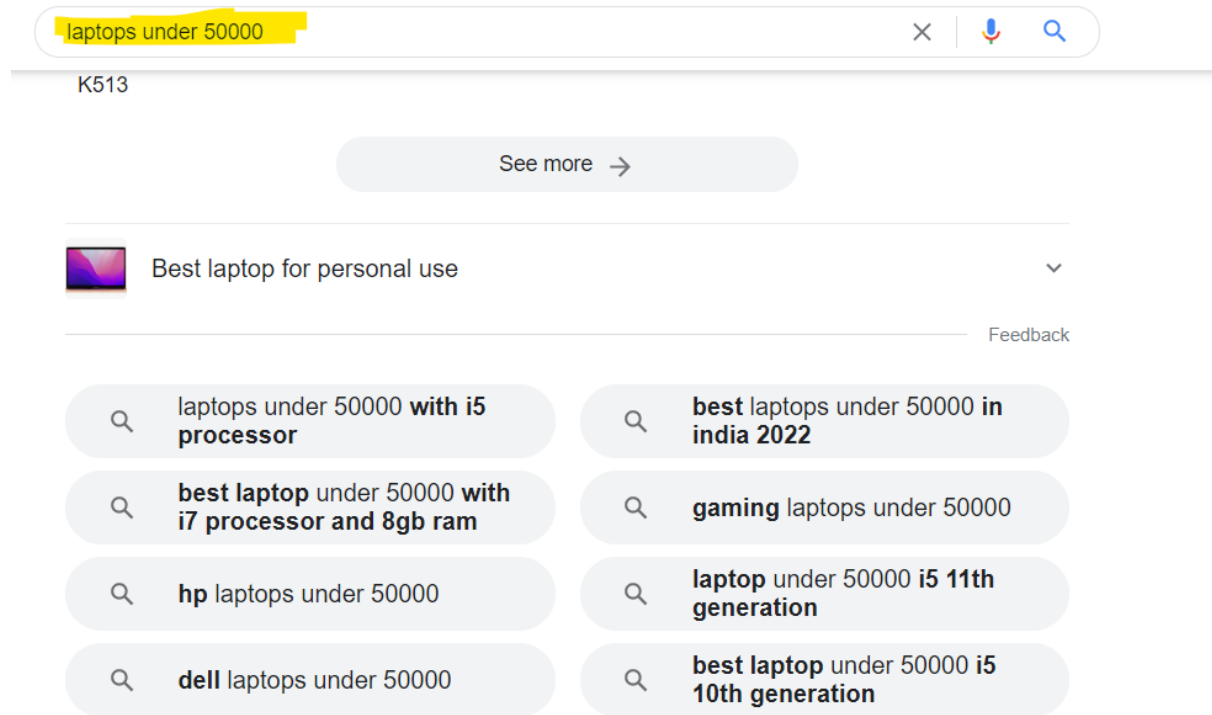 laptops under 50000
K513
See more →
Best laptop for personal use
Feedback
laptops under 50000 with i5
processor
best laptops under 50000 in
india 2022
best laptop under 50000 with
i7 processor and 8gb ram
gaming laptops under 50000
hp laptops under 50000
laptop under 50000 i5 11th
generation
dell laptops under 50000
best laptop under 50000 i5
10th generation